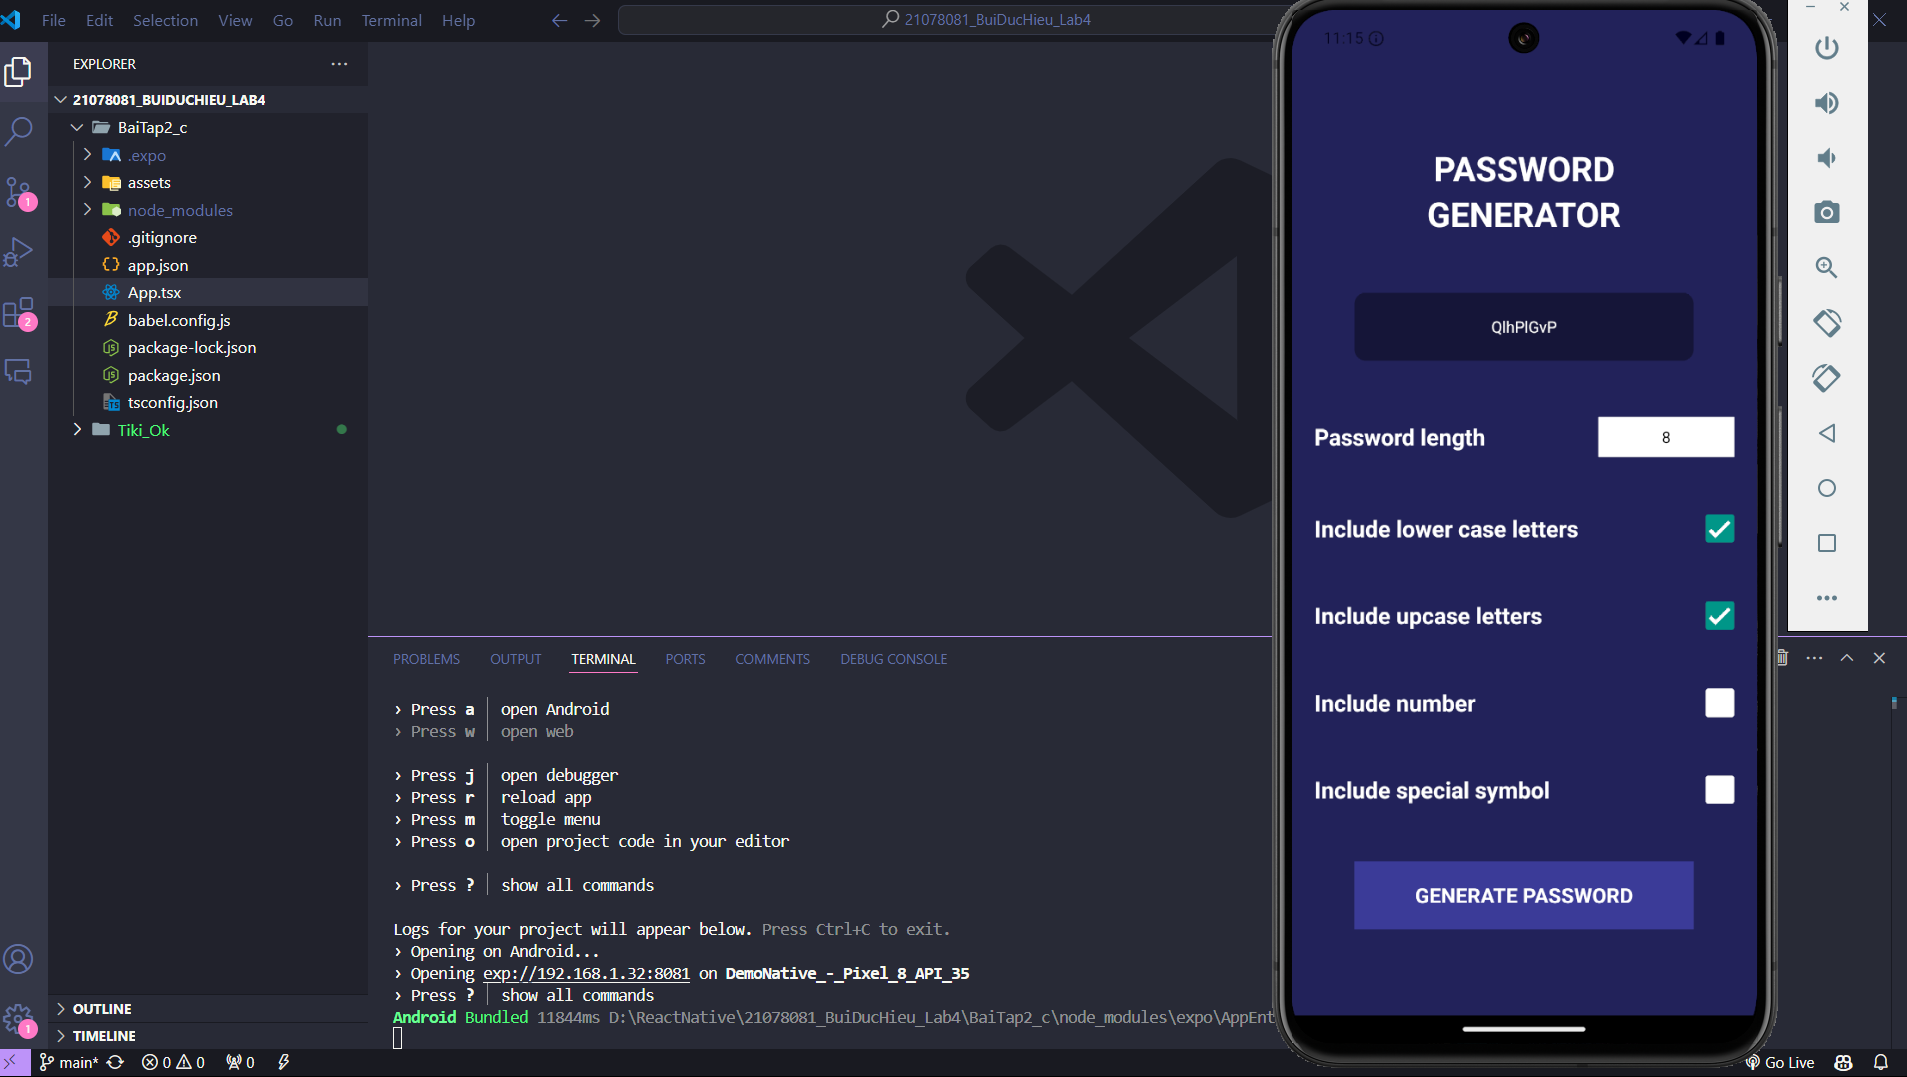 File Edit Selection View Go Run Terminal Help
21078081_BuiDucHieu_Lab4
EXPLORER
21078081_BUIDUCHIEU_LAB4
BaiTap2_c
.expo
assets
node_modules
.gitignore
app.json
App.tsx
babel.config.js
package-lock.json
package.json
tsconfig.json
Tiki_Ok
OUTLINE
TIMELINE
1
2
1
PROBLEMS OUTPUT TERMINAL PORTS COMMENTS DEBUG CONSOLE
› Press a │ open Android
› Press w │ open web
› Press j │ open debugger
› Press r │ reload app
› Press m │ toggle menu
› Press o │ open project code in your editor
› Press ? │ show all commands
Logs for your project will appear below. Press Ctrl+C to exit.
› Opening on Android...
› Opening exp://192.168.1.32:8081 on DemoNative_-_Pixel_8_API_35
› Press ? │ show all commands
Android Bundled 11844ms D:\ReactNative\21078081_BuiDucHieu_Lab4\BaiTap2_c\node_modules\expo\AppEnt
main* 0 0 0
Go Live
11:15
PASSWORD
GENERATOR
QlhPlGvP
Password length 8
Include lower case letters
Include upcase letters
Include number
Include special symbol
GENERATE PASSWORD